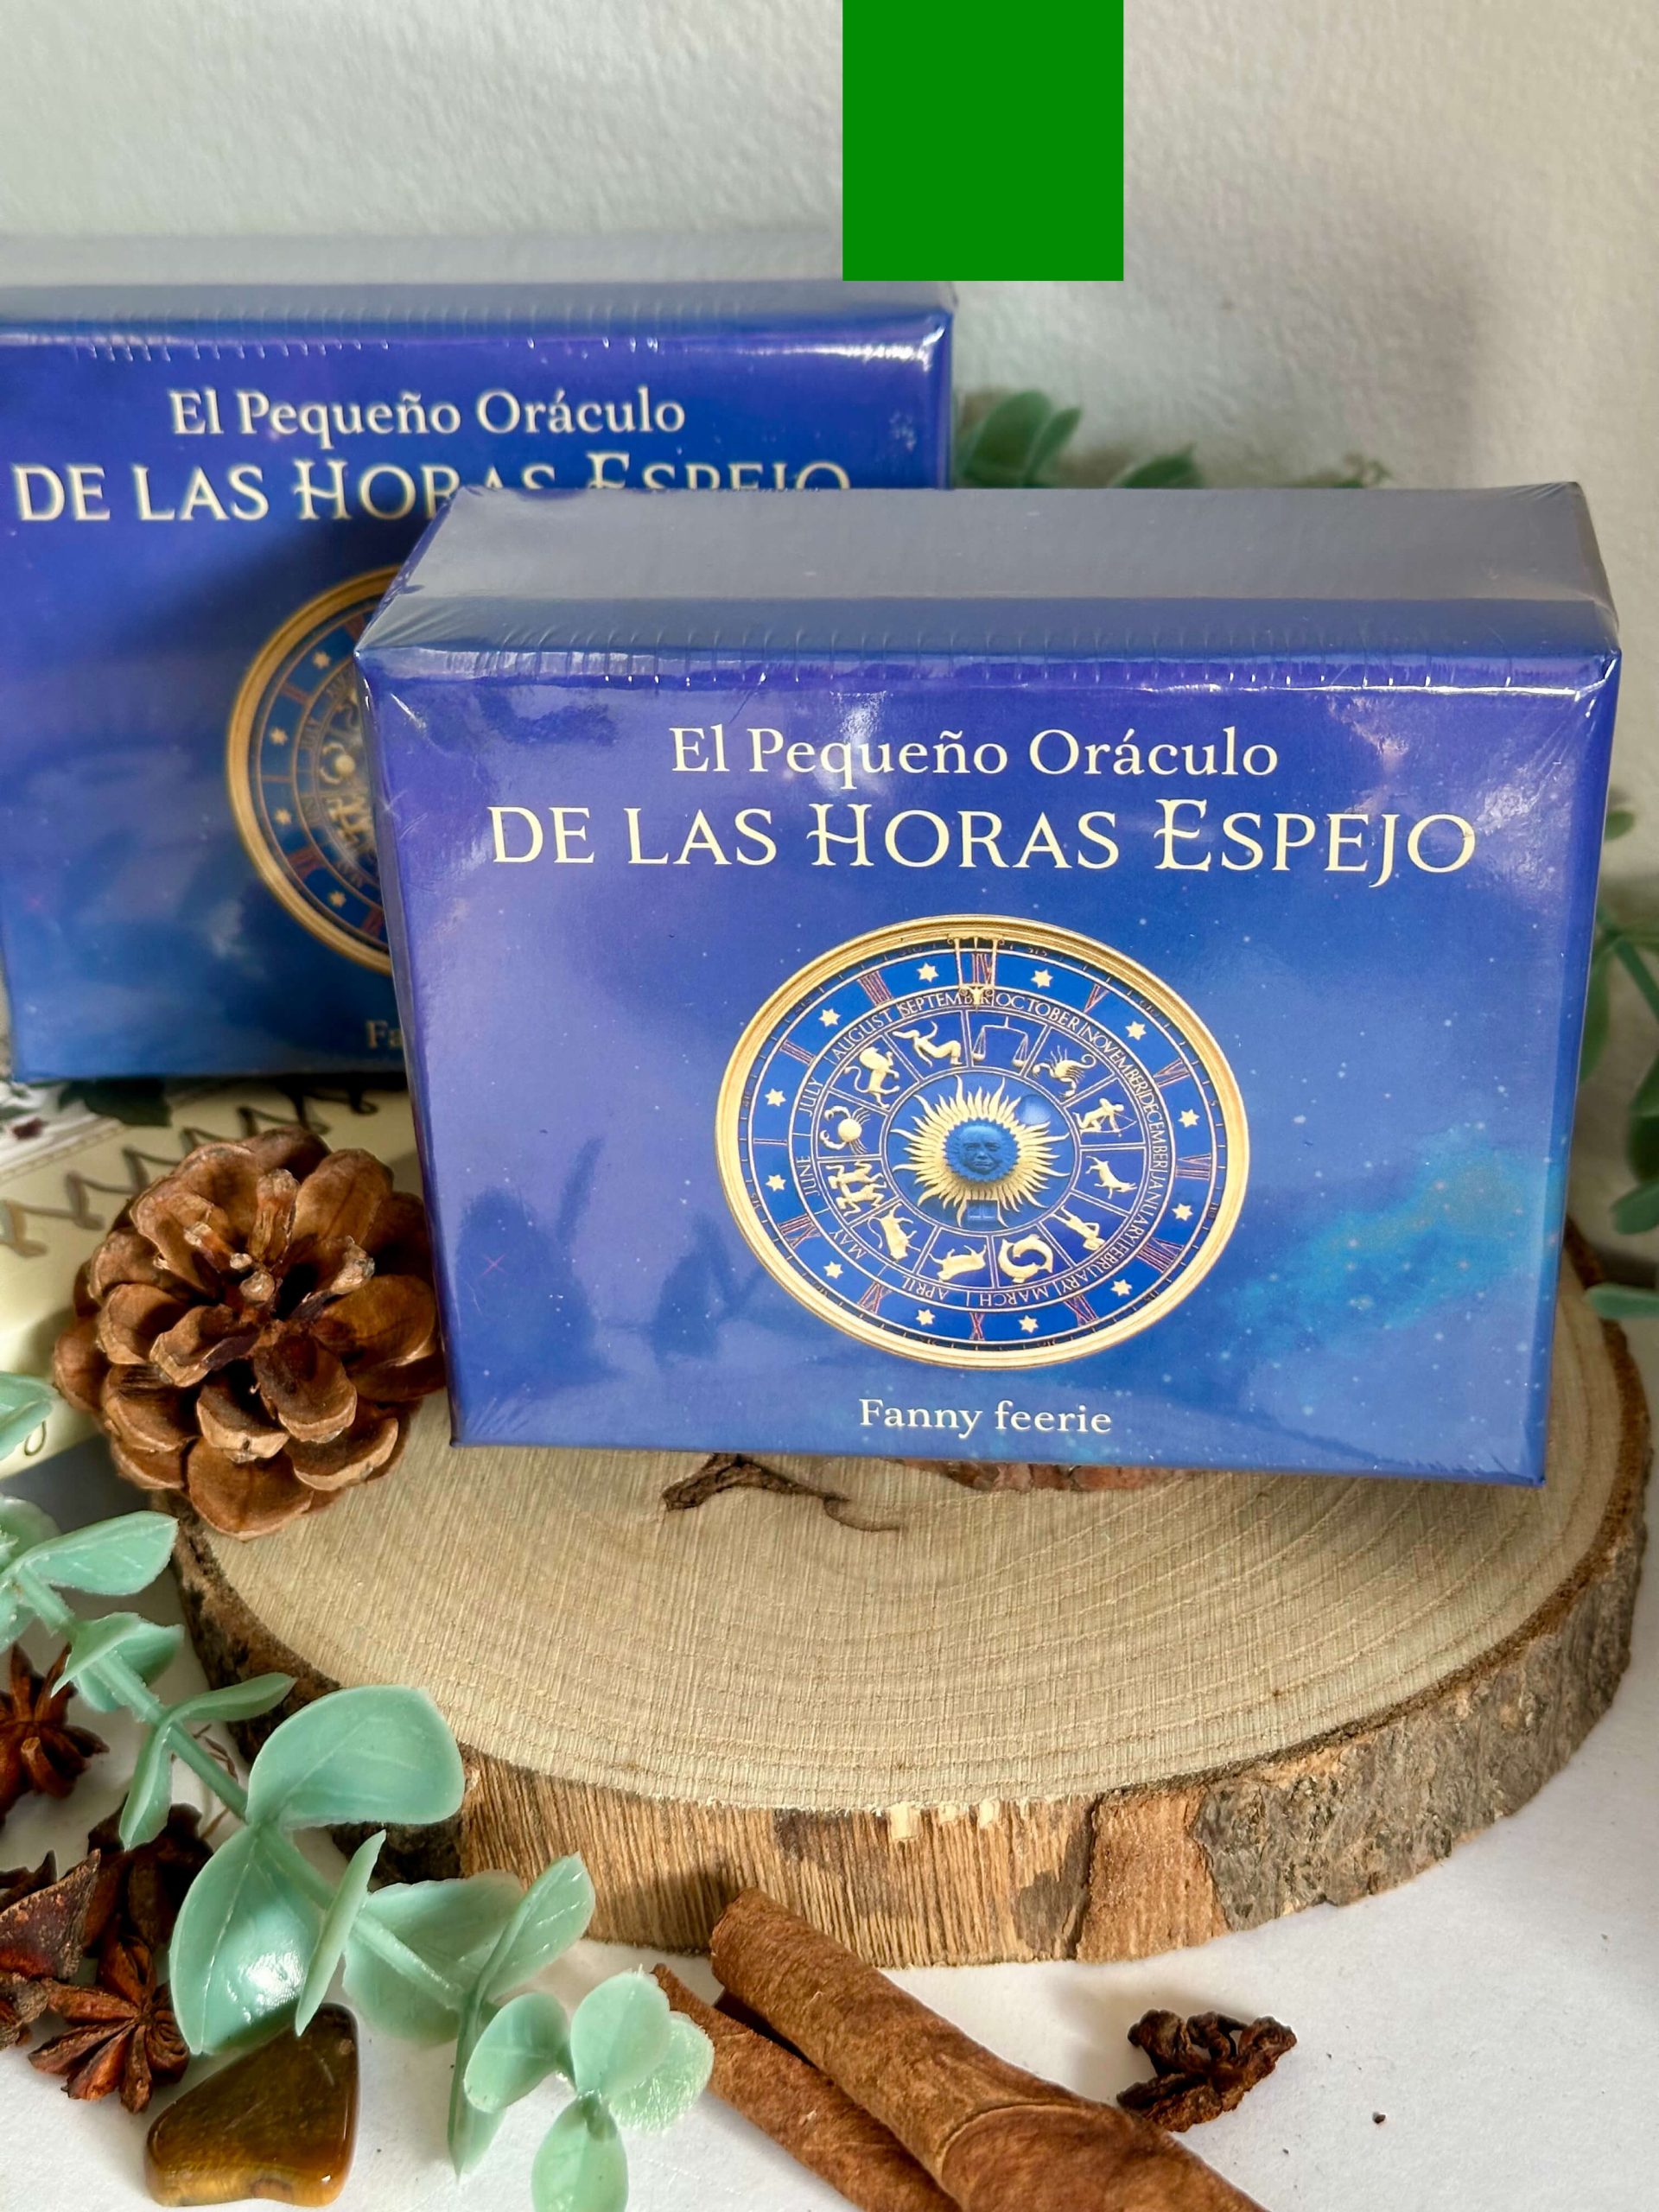 El Pequeño Oráculo
DE LAS HORAS ESPEJO
Fa
El Pequeño Oráculo
DE LAS HORAS ESPEJO
SEPTEMBER
OCTOBER
NOVEMBER
DECEMBER
JANUARY
FEBRUARY
MARCH
APRIL
MAY
JUNE
JULY
AUGUST
Fanny feerie